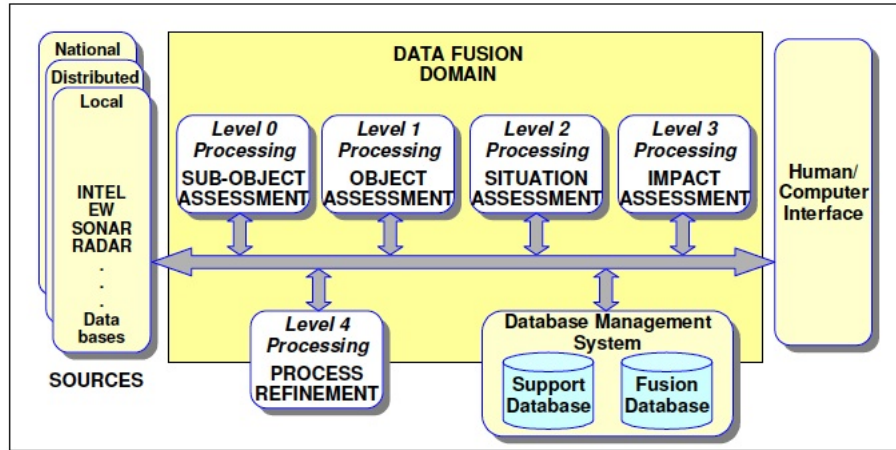 National
Distributed
Local
INTEL
EW
SONAR
RADAR
.
.
.
Data
bases
SOURCES
DATA FUSION
DOMAIN
Level 0
Processing
SUB-OBJECT
ASSESSMENT
Level 1
Processing
OBJECT
ASSESSMENT
Level 2
Processing
SITUATION
ASSESSMENT
Level 3
Processing
IMPACT
ASSESSMENT
Level 4
Processing
PROCESS
REFINEMENT
Database Management
System
Support
Database
Fusion
Database
Human/
Computer
Interface